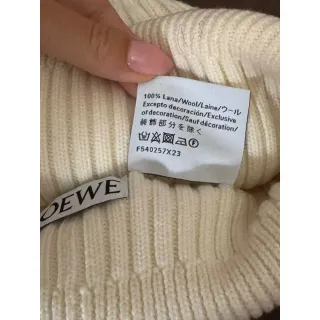 100% Lana/Wool/Laine/ウール
Excepto decoración/Exclusive
of decoration/Sauf décoration/
装飾部分を除く
F540257X23
OEWE